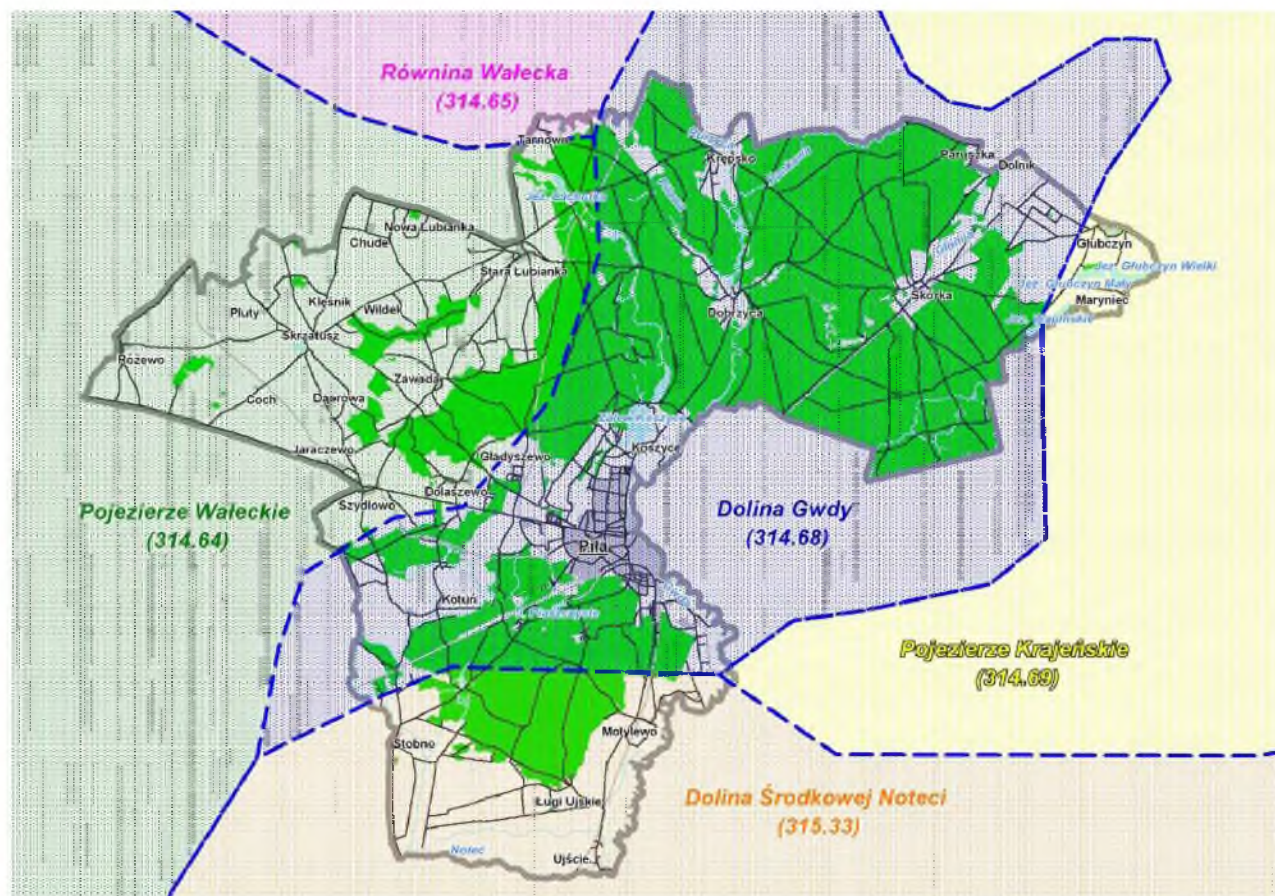 Równina Wałecka
(314.65)
Tarnowo
Krępsko
Paruszka
Dolnik
Nowa Łubianka
Chude
Głubczyn
Stara Łubianka
Jez. Głubczyn Wielki
Jez. Głubczyn Mały
Skórka
Maryniec
Kłęśnik
Pluty
Wildek
Dobrzyca
Skrzatusz
Różewo
Zawada
Coch
Dąbrowa
Jaraczewo
Gładyszewo
Koszyce
Dolaszewo
Szydłowo
Pojezierze Wałeckie
(314.64)
Dolina Gwdy
(314.68)
Piła
Kotuń
Pojezierze Krajeńskie
(314.69)
Motylewo
Stobno
Ługi Ujskie
Dolina Środkowej Noteci
(315.33)
Noteć
Ujście